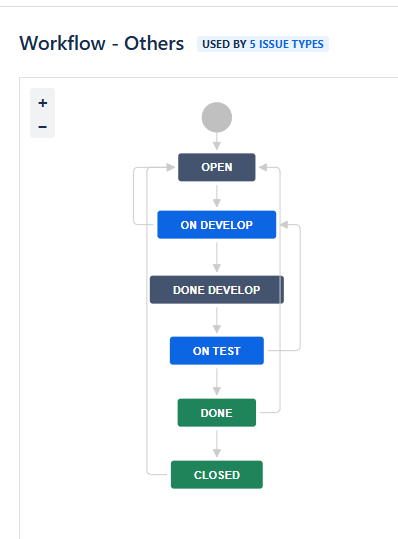 Workflow - Others USED BY 5 ISSUE TYPES
+
−
OPEN
ON DEVELOP
DONE DEVELOP
ON TEST
DONE
CLOSED